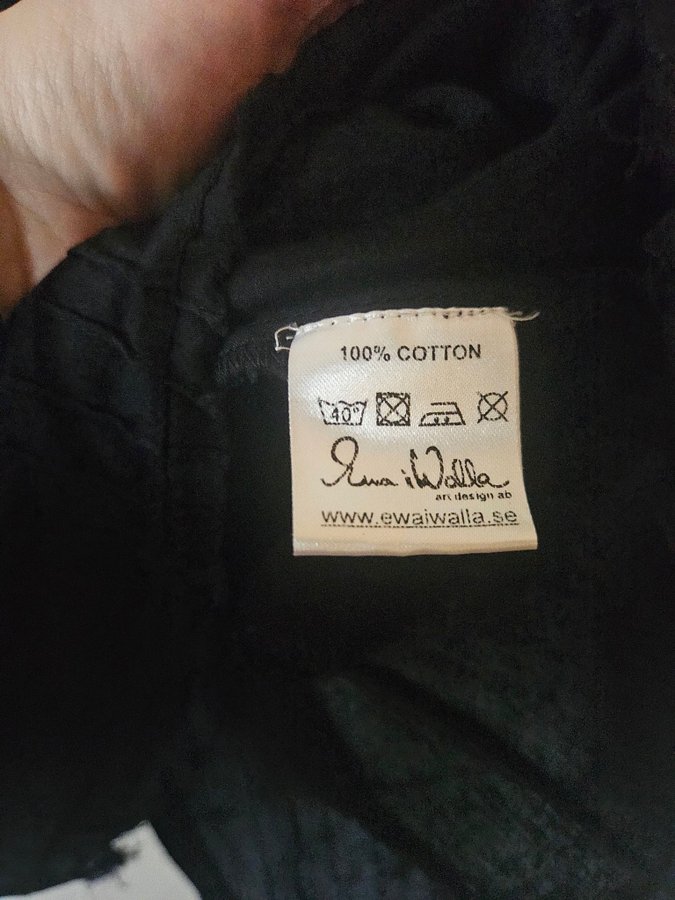 100% COTTON
40°
Ewa i Walla
art design ab
www.ewaiwalla.se